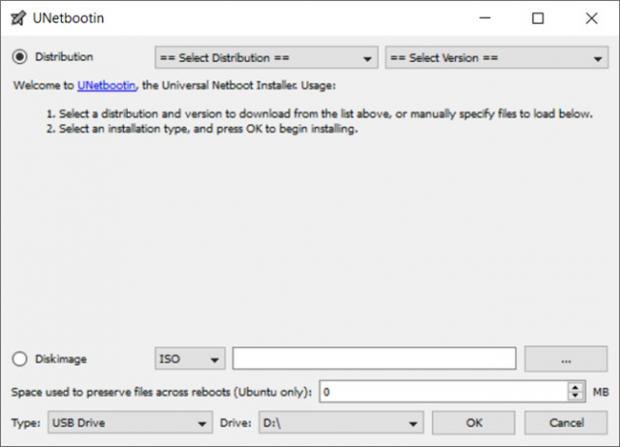 UNetbootin
Distribution == Select Distribution == == Select Version ==
Welcome to UNetbootin, the Universal Netboot Installer. Usage:
1. Select a distribution and version to download from the list above, or manually specify files to load below.
2. Select an installation type, and press OK to begin installing.
Diskimage ISO ...
Space used to preserve files across reboots (Ubuntu only): 0 MB
Type: USB Drive Drive: D:\ OK Cancel